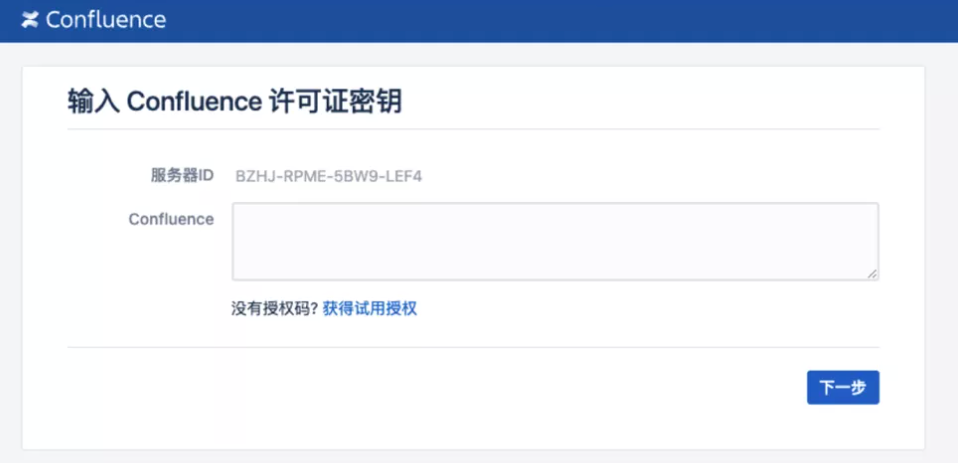 Confluence
输入 Confluence 许可证密钥
服务器ID BZHJ-RPME-5BW9-LEF4
Confluence
没有授权码? 获得试用授权
下一步